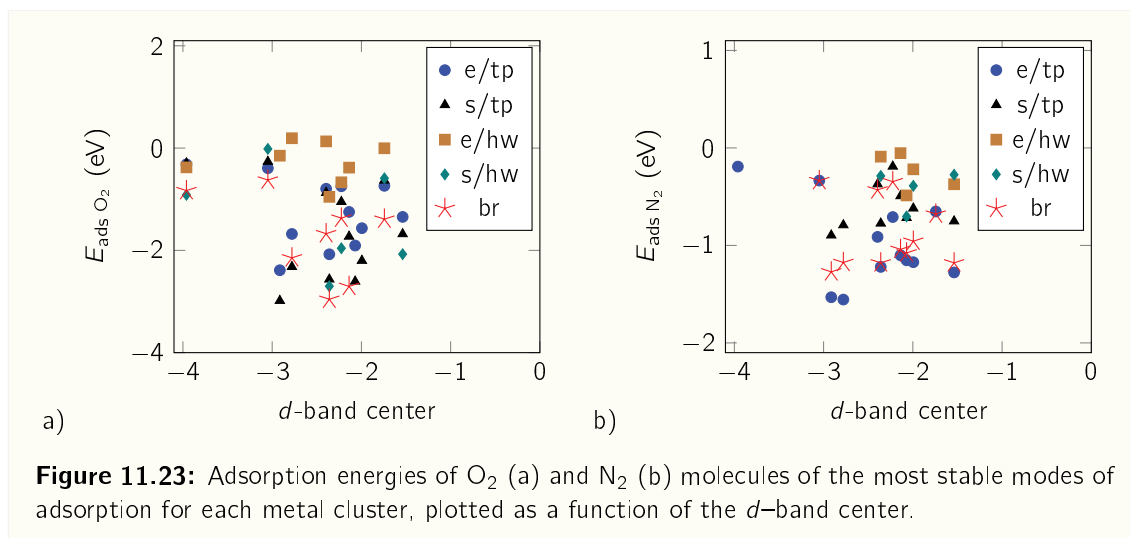 2
0
−2
−4
−4 −3 −2 −1 0
E_ads O₂ (eV)
d-band center
e/tp
s/tp
e/hw
s/hw
br
a)
1
0
−1
−2
−4 −3 −2 −1 0
E_ads N₂ (eV)
d-band center
e/tp
s/tp
e/hw
s/hw
br
b)
Figure 11.23: Adsorption energies of O₂ (a) and N₂ (b) molecules of the most stable modes of
adsorption for each metal cluster, plotted as a function of the d–band center.